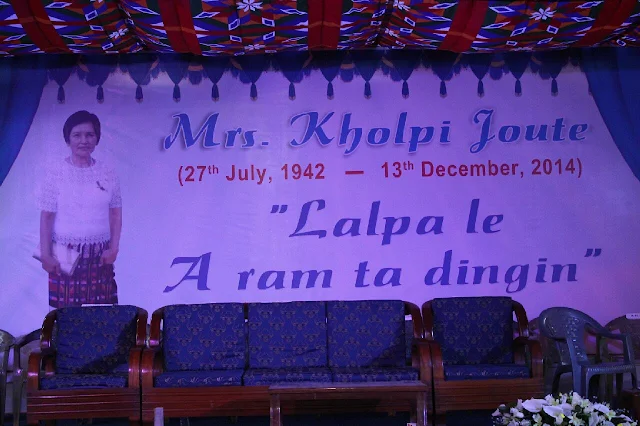 Mrs. Kholpi Joute
(27th July, 1942 — 13th December, 2014)
"Lalpa le
A ram ta dingin"